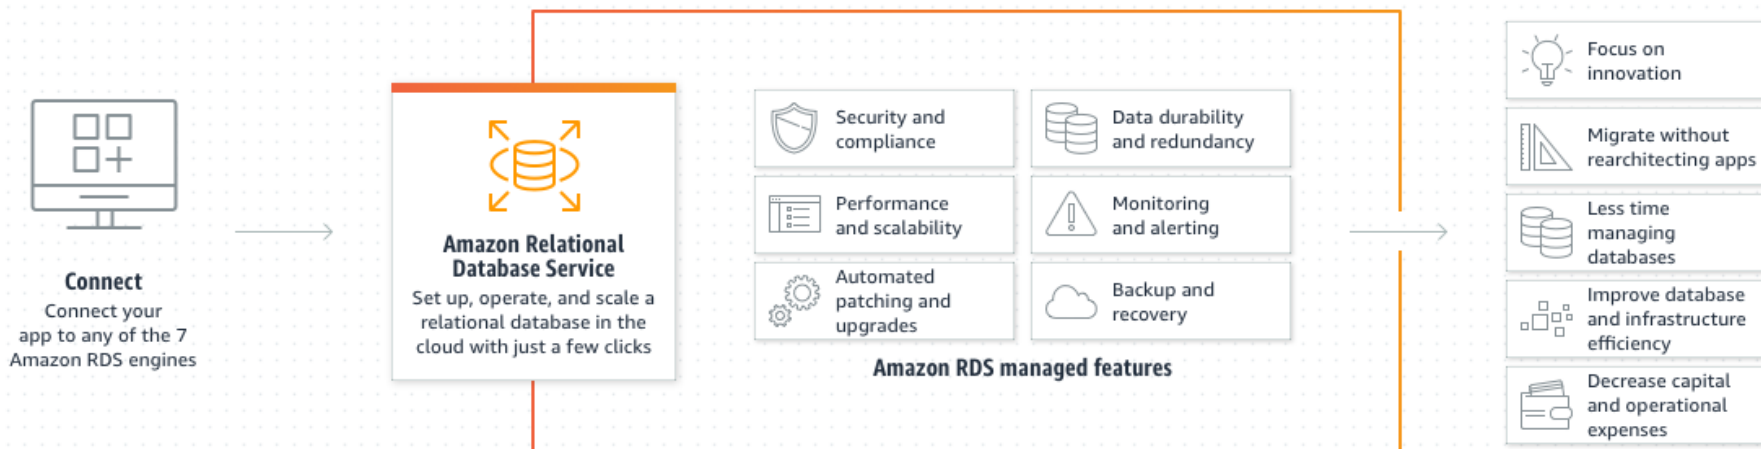 Connect
Connect your
app to any of the 7
Amazon RDS engines
Amazon Relational
Database Service
Set up, operate, and scale a
relational database in the
cloud with just a few clicks
Security and
compliance
Data durability
and redundancy
Performance
and scalability
Monitoring
and alerting
Automated
patching and
upgrades
Backup and
recovery
Amazon RDS managed features
Focus on
innovation
Migrate without
rearchitecting apps
Less time
managing
databases
Improve database
and infrastructure
efficiency
Decrease capital
and operational
expenses